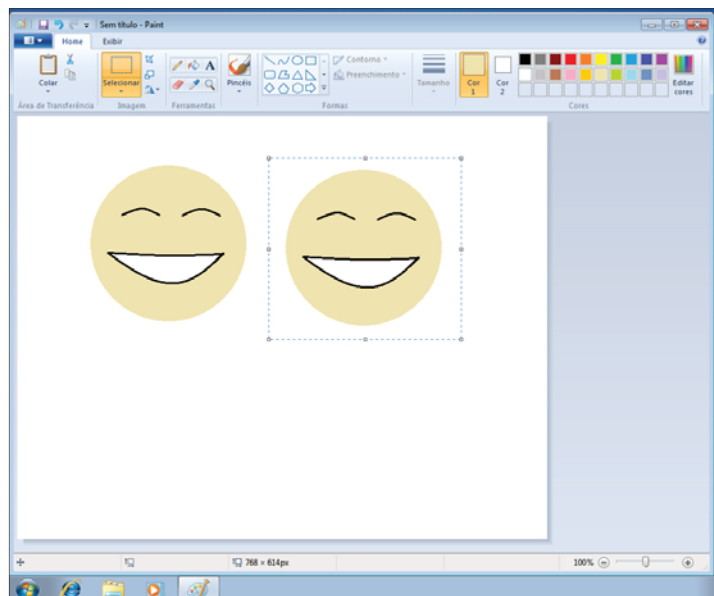 Sem título - Paint
Home Exibir
Colar
Selecionar
A
Pincéis
Contorno
Preenchimento
Tamanho
Cor 1
Cor 2
Editar cores
Área de Transferência Imagem Ferramentas Formas Cores
768 × 614px 100%